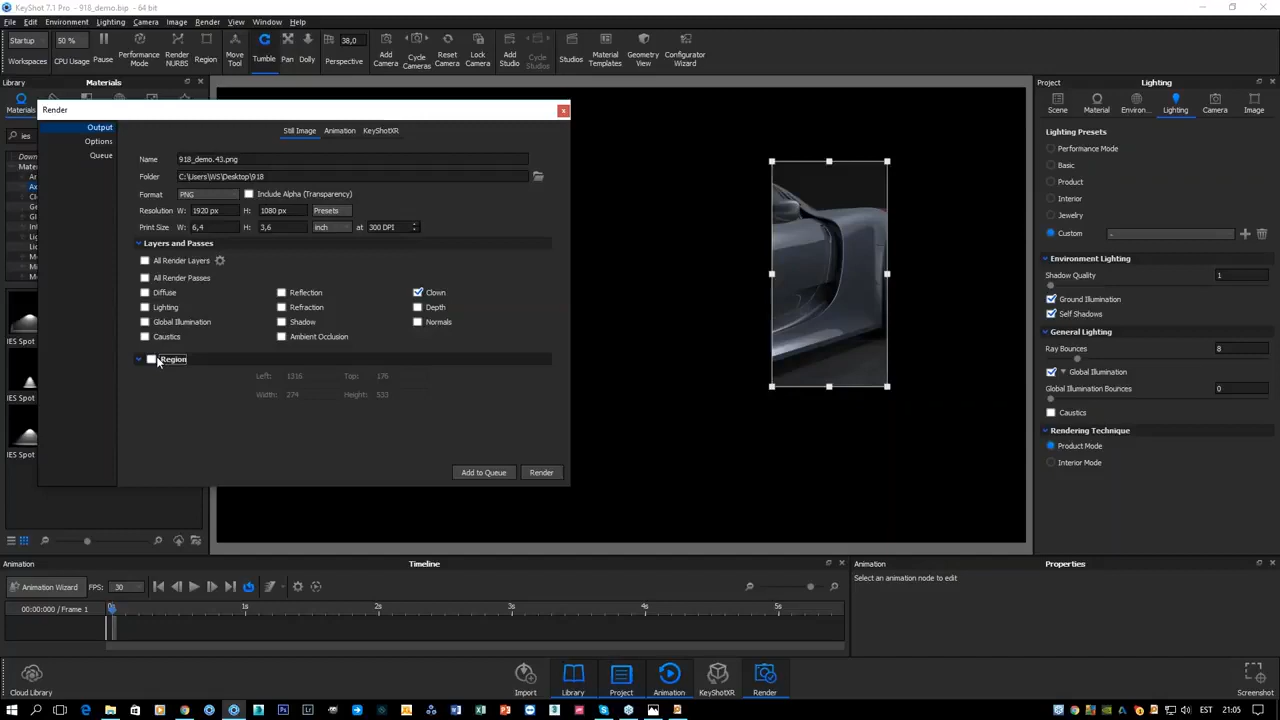 KeyShot 7.1 Pro - 918_demo.bip - 64 bit
File Edit Environment Lighting Camera Image Render View Window Help
Startup
Workspaces
50 %
CPU Usage
Pause
Performance Mode
Render NURBS
Region
Move Tool
Tumble
Pan
Dolly
38,0
Perspective
Add Camera
Cycle Cameras
Reset Camera
Lock Camera
Add Studio
Cycle Studios
Studios
Material Templates
Geometry View
Configurator Wizard
Library
Materials
Materials
ies
IES Spot
IES Spot
IES Spot
Render
Output
Options
Queue
Still Image Animation KeyShotXR
Name 918_demo.43.png
Folder C:\Users\WS\Desktop\918
Format PNG Include Alpha (Transparency)
Resolution W: 1920 px H: 1080 px Presets
Print Size W: 6,4 H: 3,6 inch at 300 DPI
Layers and Passes
All Render Layers
All Render Passes
Diffuse Reflection Clown
Lighting Refraction Depth
Global Illumination Shadow Normals
Caustics Ambient Occlusion
Region
Left: 1316 Top: 176
Width: 274 Height: 533
Add to Queue Render
Project
Lighting
Scene Material Environ... Lighting Camera Image
Lighting Presets
Performance Mode
Basic
Product
Interior
Jewelry
Custom -
Environment Lighting
Shadow Quality 1
Ground Illumination
Self Shadows
General Lighting
Ray Bounces 8
Global Illumination
Global Illumination Bounces 0
Caustics
Rendering Technique
Product Mode
Interior Mode
Animation Timeline
Animation Wizard FPS: 30
00:00:000 / Frame 1 0s 1s 2s 3s 4s 5s
Animation Properties
Select an animation node to edit
Cloud Library
Import
Library
Project
Animation
KeyShotXR
Render
Screenshot
EST 21:05